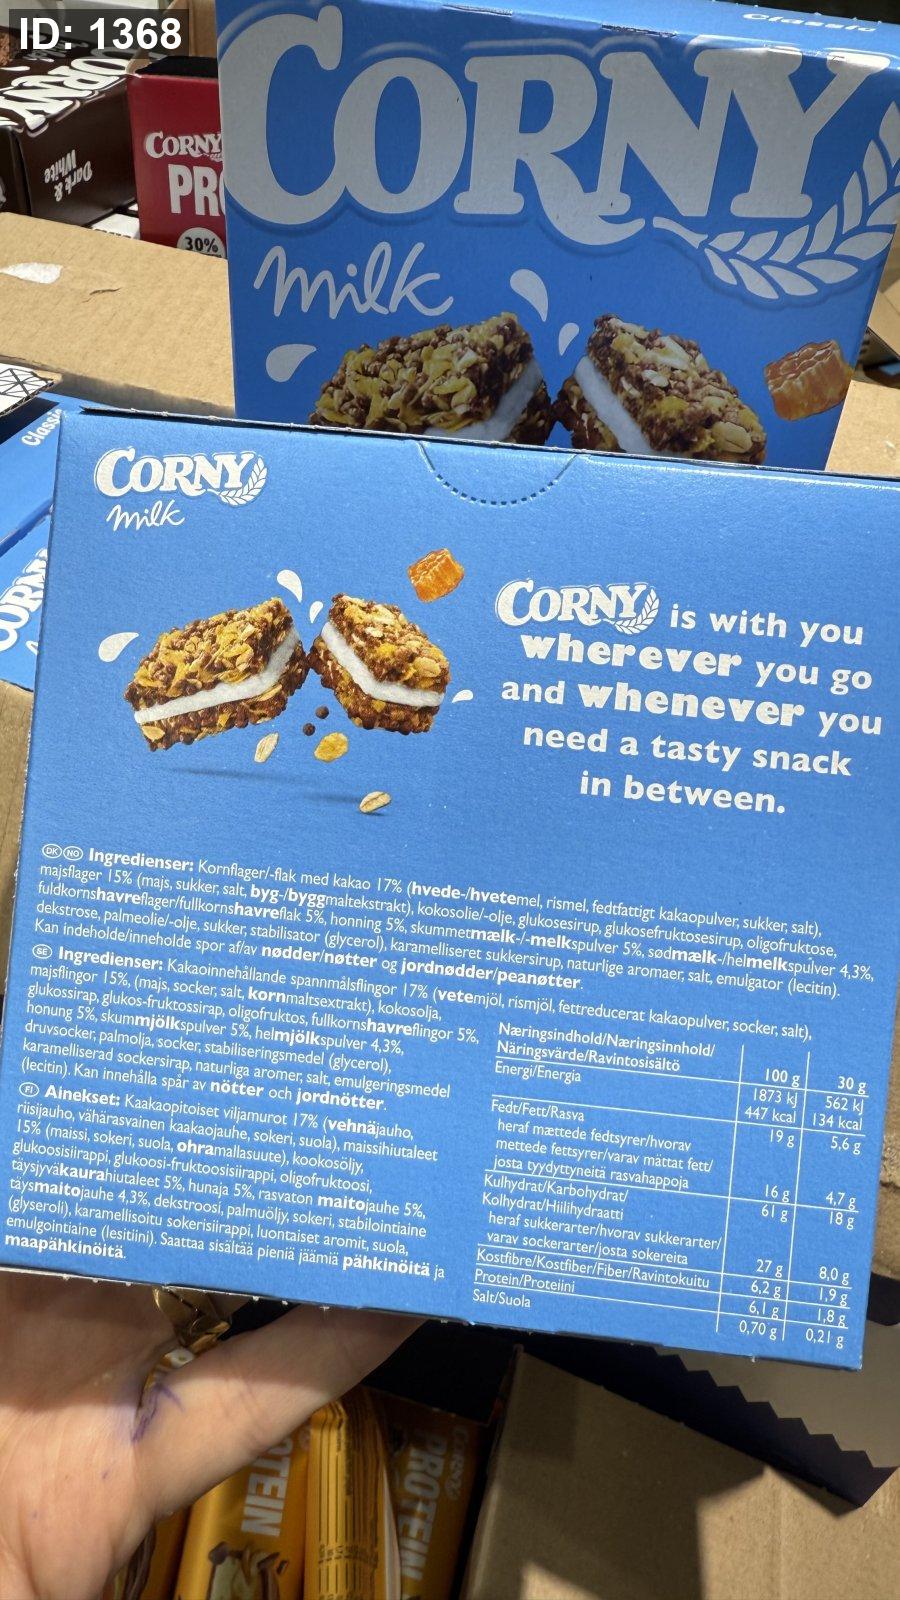 ID: 1368
Classic
CORNY
milk
Dark &
White
CORNY
PR
30%
Classic
CORNY
milk
CORNY is with you
wherever you go
and whenever you
need a tasty snack
in between.
DK NO Ingredienser: Kornflager/-flak med kakao 17% (hvede-/hvetemel, rismel, fedtfattigt kakaopulver, sukker, salt),
majsflager 15% (majs, sukker, salt, byg-/byggmaltekstrakt), kokosolie/-olje, glukosesirup, glukosefruktosesirup, oligofruktose,
fuldkornshavreflager/fullkornshavreflak 5%, honning 5%, skummetmælk-/-melkspulver 5%, sødmælk-/helmelkspulver 4,3%,
dekstrose, palmeolie/-olje, sukker, stabilisator (glycerol), karamelliseret sukkersirup, naturlige aromaer, salt, emulgator (lecitin).
Kan indeholde/inneholde spor af/av nødder/nøtter og jordnødder/peanøtter.
SE Ingredienser: Kakaoinnehållande spannmålsflingor 17% (vetemjöl, rismjöl, fettreducerat kakaopulver, socker, salt),
majsflingor 15%, (majs, socker, salt, kornmaltsextrakt), kokosolja,
glukossirap, glukos-fruktossirap, oligofruktos, fullkornshavreflingor 5%,
honung 5%, skummjölkspulver 5%, helmjölkspulver 4,3%,
druvsocker, palmolja, socker, stabiliseringsmedel (glycerol),
karamelliserad sockersirap, naturliga aromer, salt, emulgeringsmedel
(lecitin). Kan innehålla spår av nötter och jordnötter.
FI Ainekset: Kaakaopitoiset viljamurot 17% (vehnäjauho,
riisijauho, vähärasvainen kaakaojauhe, sokeri, suola), maissihiutaleet
15% (maissi, sokeri, suola, ohramallasuute), kookosöljy,
glukoosisiirappi, glukoosi-fruktoosisiirappi, oligofruktoosi,
täysjyväkaurahiutaleet 5%, hunaja 5%, rasvaton maitojauhe 5%,
täysmaitojauhe 4,3%, dekstroosi, palmuöljy, sokeri, stabilointiaine
(glyseroli), karamellisoitu sokerisiirappi, luontaiset aromit, suola,
emulgointiaine (lesitiini). Saattaa sisältää pieniä jäämiä pähkinöitä ja
maapähkinöitä.
Næringsindhold/Næringsinnhold/
Näringsvärde/Ravintosisältö 100 g 30 g
Energi/Energia 1873 kJ 562 kJ
447 kcal 134 kcal
Fedt/Fett/Rasva 19 g 5,6 g
heraf mættede fedtsyrer/hvorav
mettede fettsyrer/varav mättat fett/
josta tyydyttyneitä rasvahappoja 16 g 4,7 g
Kulhydrat/Karbohydrat/
Kolhydrat/Hiilihydraatti 61 g 18 g
heraf sukkerarter/hvorav sukkerarter/
varav sockerarter/josta sokereita 27 g 8,0 g
Kostfibre/Kostfiber/Fiber/Ravintokuitu 6,2 g 1,9 g
Protein/Proteiini 6,1 g 1,8 g
Salt/Suola 0,70 g 0,21 g
OTEIN
CORNY
PROTEIN